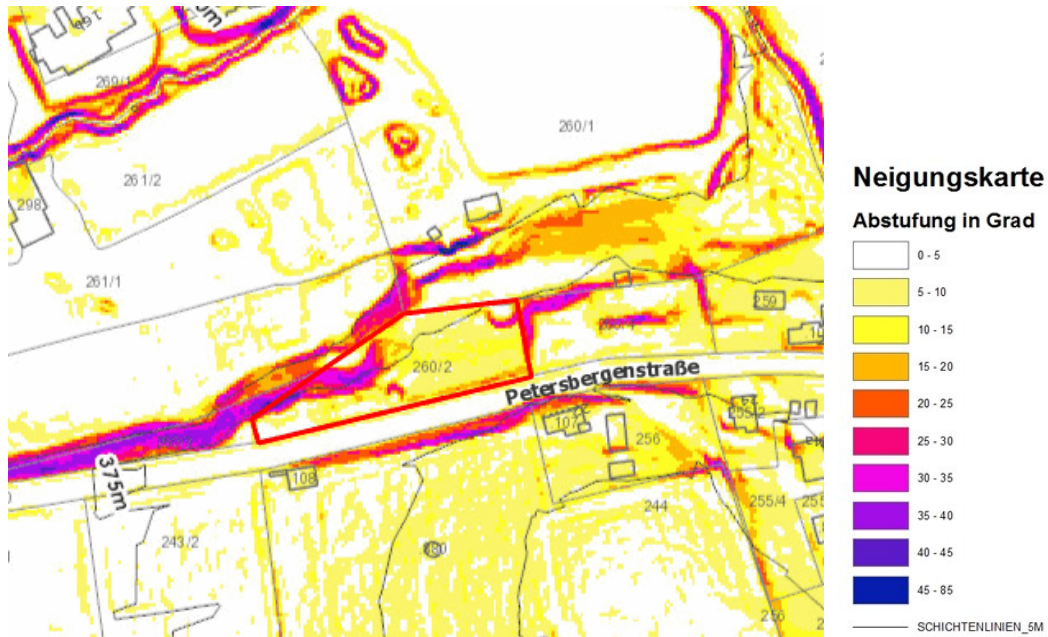 269/1
260/1
261/2
298
261/1
259
260/2
Petersbergenstraße
107
256
375m
108
244
255/4
243/2
Neigungskarte
Abstufung in Grad
0 - 5
5 - 10
10 - 15
15 - 20
20 - 25
25 - 30
30 - 35
35 - 40
40 - 45
45 - 85
SCHICHTENLINIEN_5M